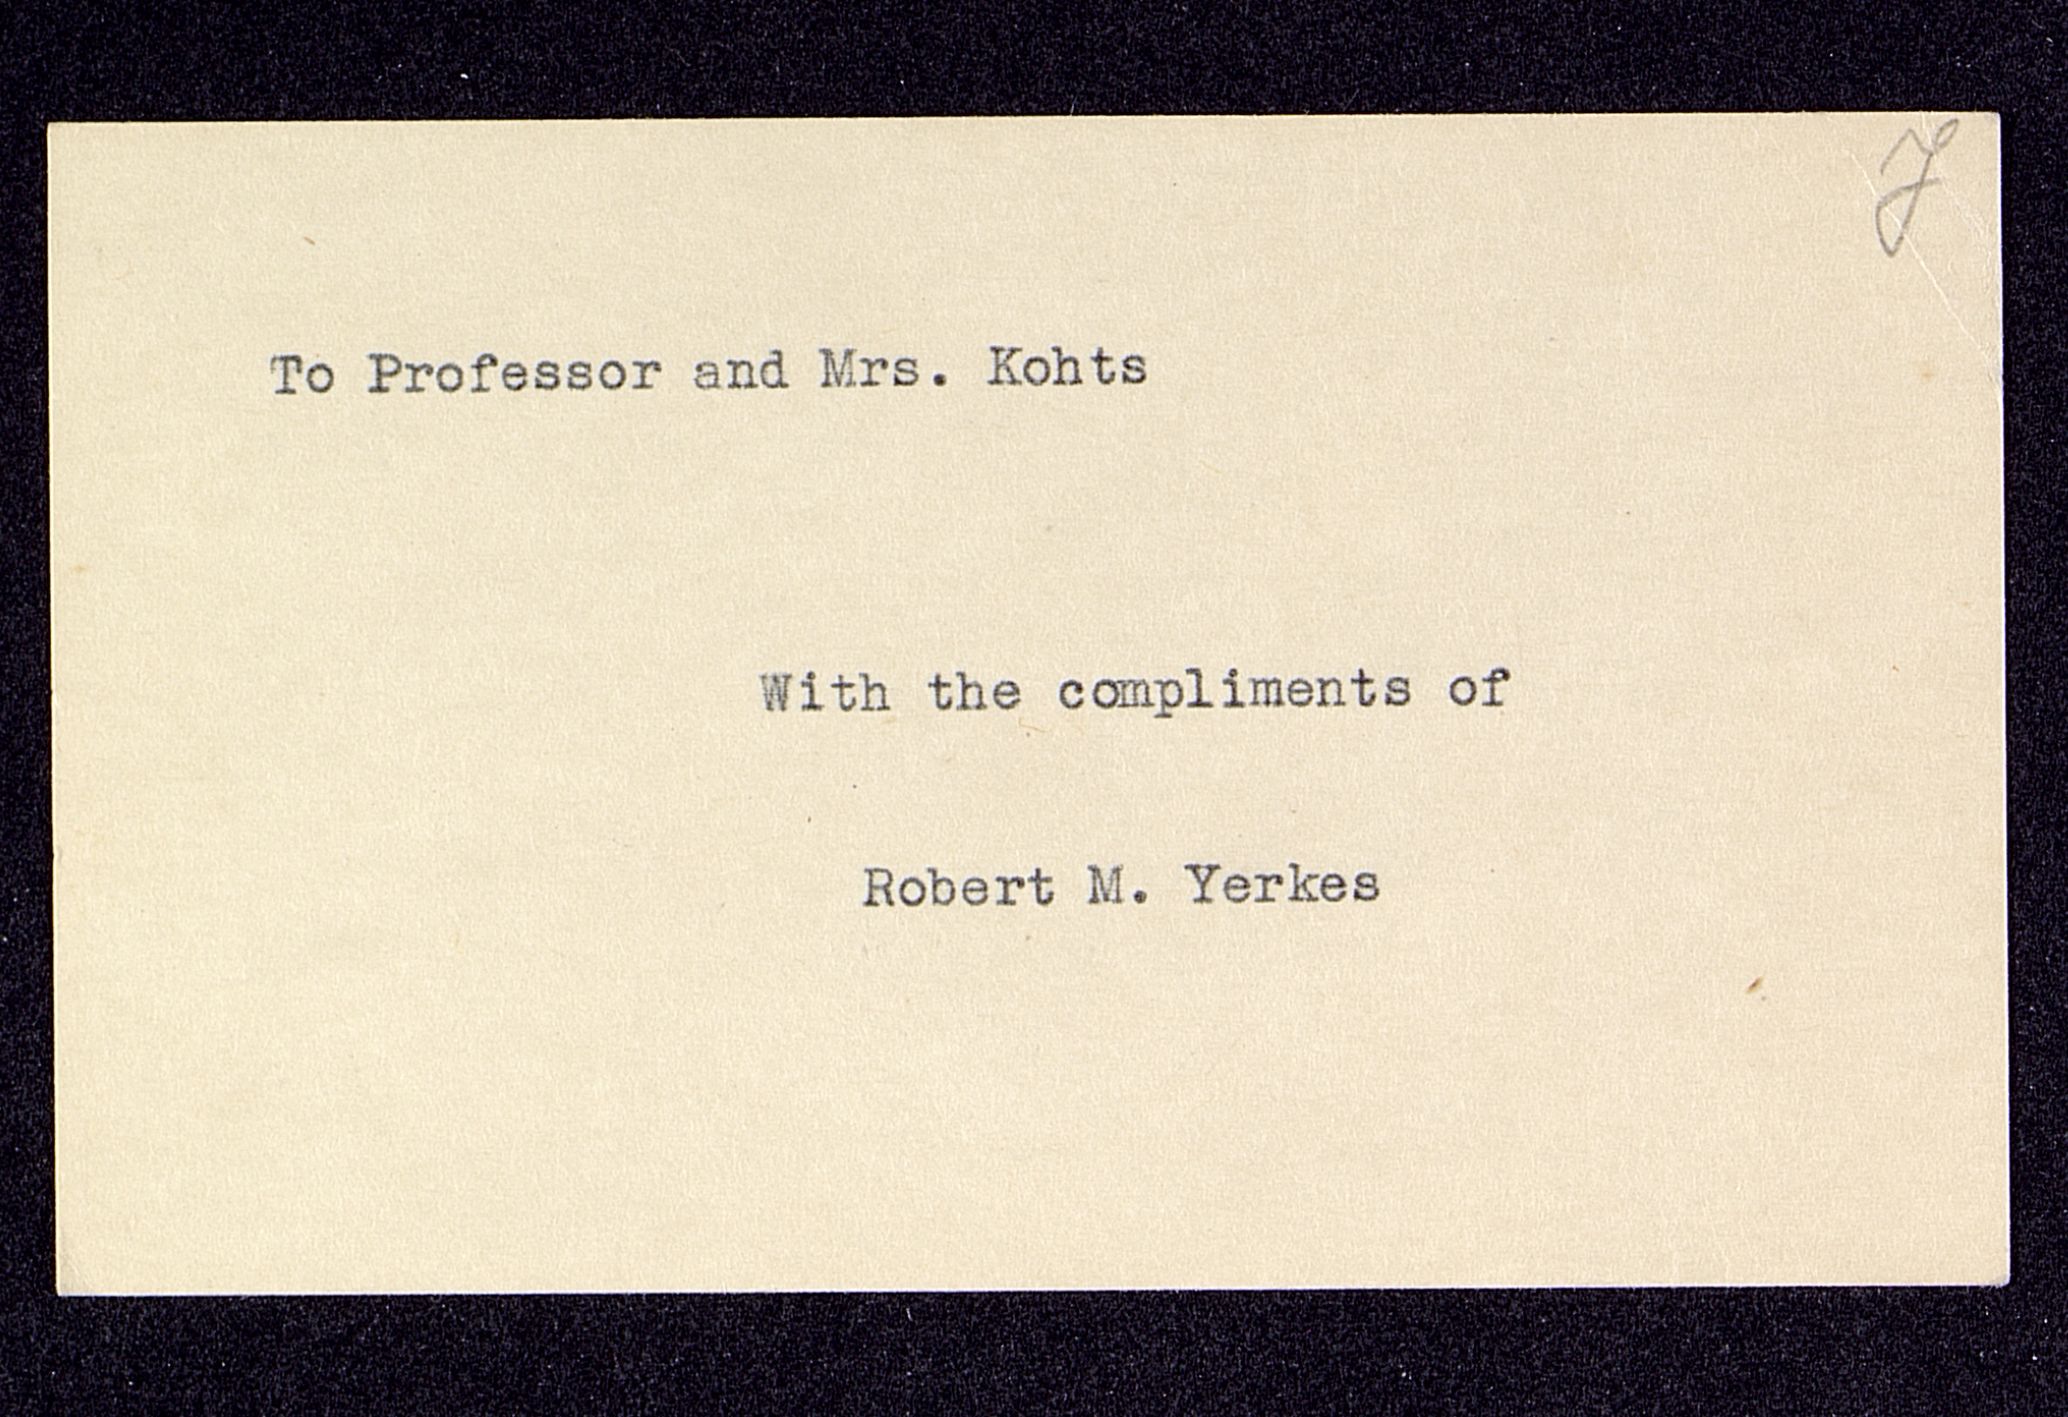 To Professor and Mrs. Kohts
With the compliments of
Robert M. Yerkes